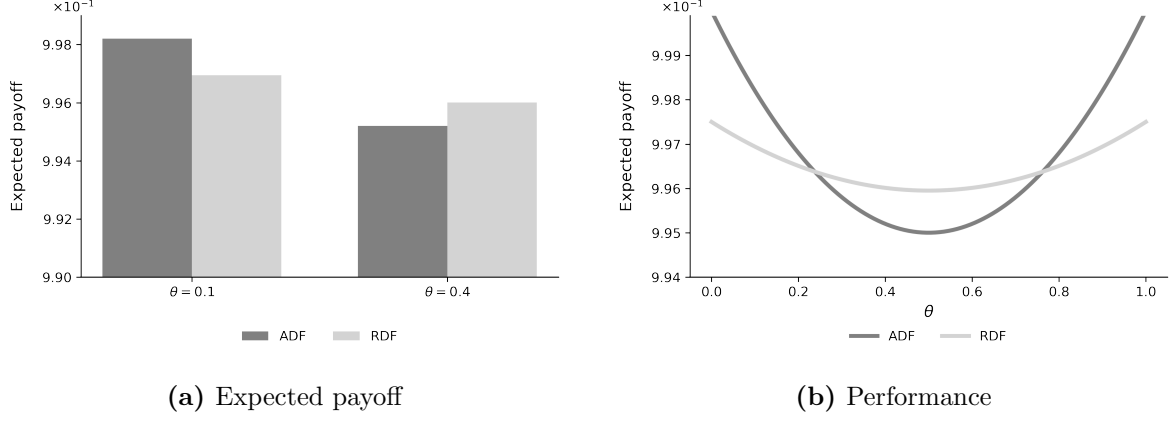 ×10⁻¹
9.98
9.96
9.94
9.92
9.90
Expected payoff
θ = 0.1
θ = 0.4
ADF
RDF
(a) Expected payoff
×10⁻¹
9.99
9.98
9.97
9.96
9.95
9.94
Expected payoff
0.0
0.2
0.4
0.6
0.8
1.0
θ
ADF
RDF
(b) Performance